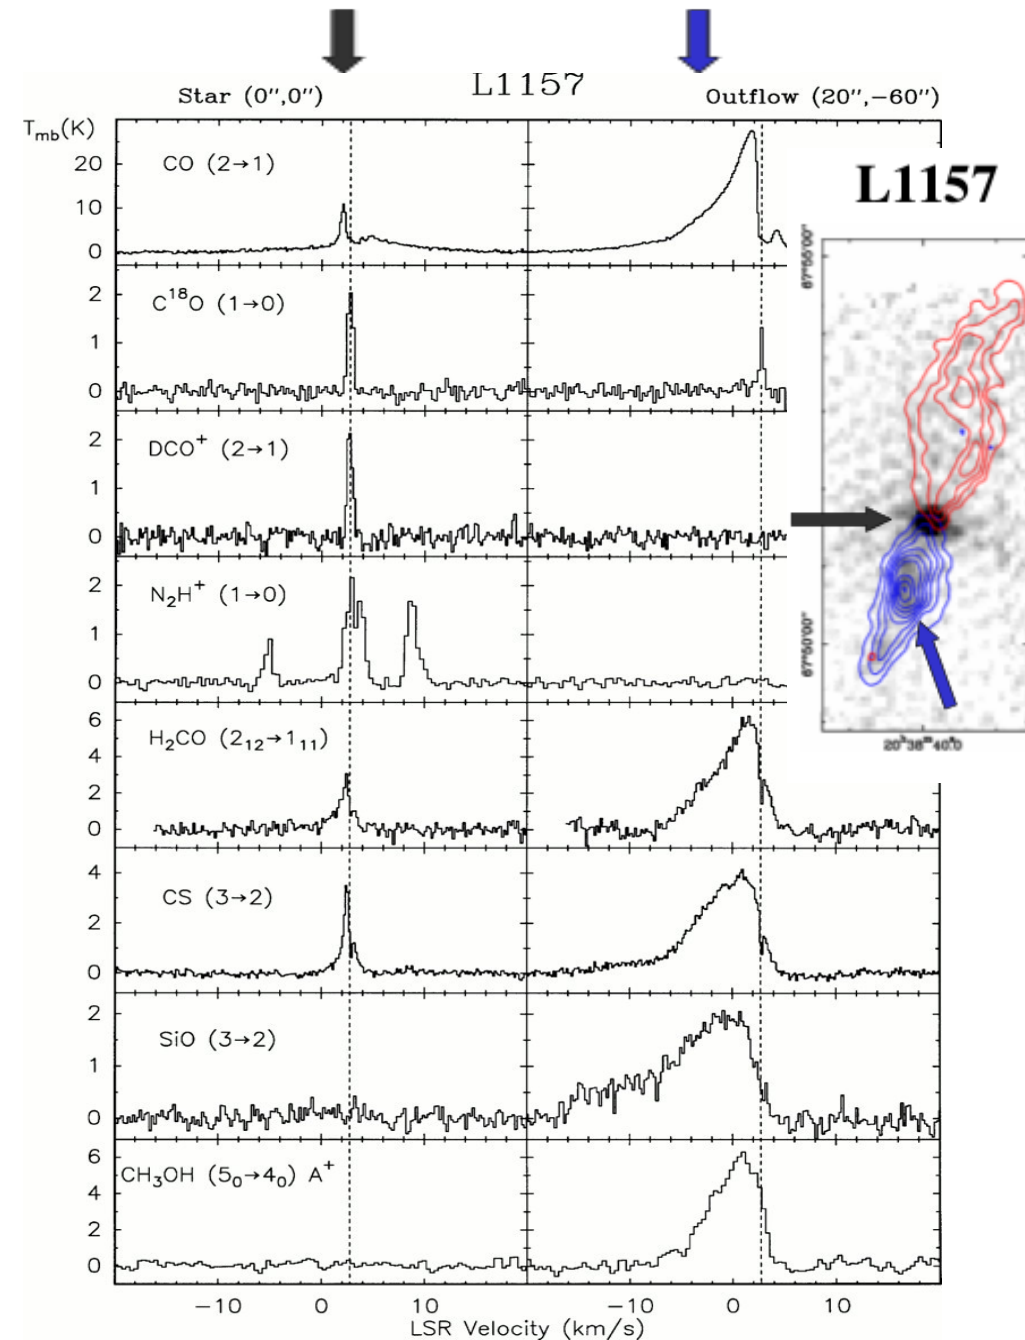 L1157
Star (0",0")
Outflow (20",−60")
T_mb(K)
CO (2→1)
20
10
0
C¹⁸O (1→0)
2
1
0
DCO⁺ (2→1)
2
1
0
N₂H⁺ (1→0)
2
1
0
H₂CO (2₁₂→1₁₁)
6
4
2
0
CS (3→2)
4
2
0
SiO (3→2)
2
1
0
CH₃OH (5₀→4₀) A⁺
6
4
2
0
−10 0 10 −10 0 10
LSR Velocity (km/s)
L1157
67°55'00"
67°50'00"
20ʰ38ᵐ40ˢ.0